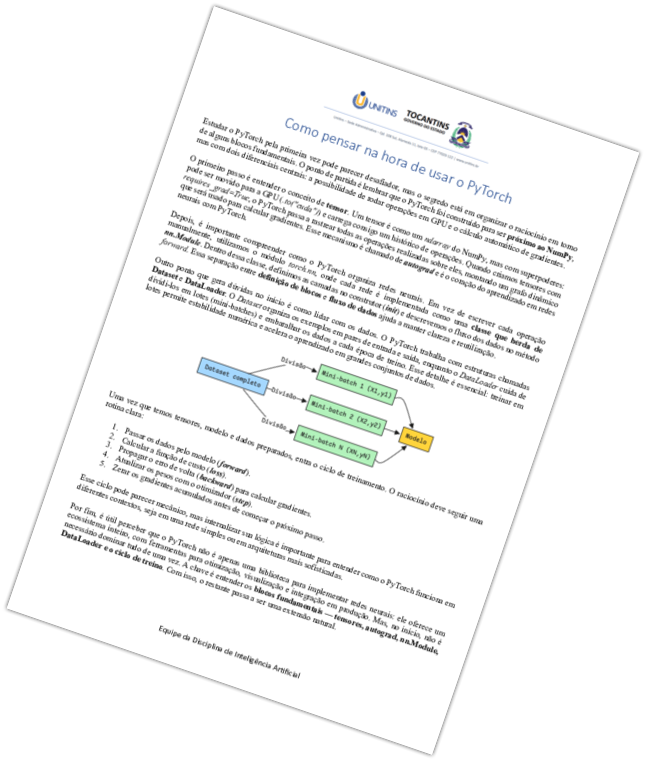 UNITINS
TOCANTINS
GOVERNO DO ESTADO
Como pensar na hora de usar o PyTorch
Estudar o PyTorch pela primeira vez pode parecer desafiador, mas o segredo está em organizar o raciocínio em torno
de alguns blocos fundamentais. O ponto de partida é lembrar que o PyTorch foi construído para ser próximo ao NumPy,
mas com dois diferenciais centrais: a possibilidade de rodar operações em GPU e o cálculo automático de gradientes.
O primeiro passo é entender o conceito de tensor. Um tensor é como um ndarray do NumPy, mas com superpoderes:
pode ser movido para a GPU (.to("cuda")) e carrega consigo um histórico de operações. Quando criamos tensores com
requires_grad=True, o PyTorch passa a rastrear todas as operações realizadas sobre eles, montando um grafo dinâmico
que será usado para calcular gradientes. Esse mecanismo é chamado de autograd e é o coração do aprendizado em redes
neurais com PyTorch.
Depois, é importante compreender como o PyTorch organiza redes neurais. Em vez de escrever cada operação
manualmente, utilizamos o módulo torch.nn, onde cada rede é implementada como uma classe que herda de
nn.Module. Dentro dessa classe, definimos as camadas no construtor (init) e descrevemos o fluxo dos dados no método
forward. Essa separação entre definição de blocos e fluxo de dados ajuda a manter clareza e reutilização.
Outro ponto que gera dúvidas no início é como lidar com os dados. O PyTorch trabalha com estruturas chamadas
Dataset e DataLoader. O Dataset organiza os exemplos em pares de entrada e saída, enquanto o DataLoader cuida de
dividi-los em lotes (mini-batches) e embaralhar os dados a cada época de treino. Esse detalhe é essencial: treinar em
lotes permite estabilidade numérica e acelera o aprendizado em grandes conjuntos de dados.
Dataset completo
Divisão
Divisão
Divisão
Mini-batch 1 (X1,y1)
Mini-batch 2 (X2,y2)
Mini-batch N (XN,yN)
Modelo
Uma vez que temos tensores, modelo e dados preparados, entra o ciclo de treinamento. O raciocínio deve seguir uma
rotina clara:
1. Passar os dados pelo modelo (forward).
2. Calcular a função de custo (loss).
3. Propagar o erro de volta (backward) para calcular gradientes.
4. Atualizar os pesos com o otimizador (step).
5. Zerar os gradientes acumulados antes de começar o próximo passo.
Esse ciclo pode parecer mecânico, mas internalizar sua lógica é importante para entender como o PyTorch funciona em
diferentes contextos, seja em uma rede simples ou em arquiteturas mais sofisticadas.
Por fim, é útil perceber que o PyTorch não é apenas uma biblioteca para implementar redes neurais: ele oferece um
ecossistema inteiro, com ferramentas para otimização, visualização e integração em produção. Mas, no início, não é
necessário dominar tudo de uma vez. A chave é entender os blocos fundamentais — tensores, autograd, nn.Module,
DataLoader e o ciclo de treino. Com isso, o restante passa a ser uma extensão natural.
Equipe da Disciplina de Inteligência Artificial